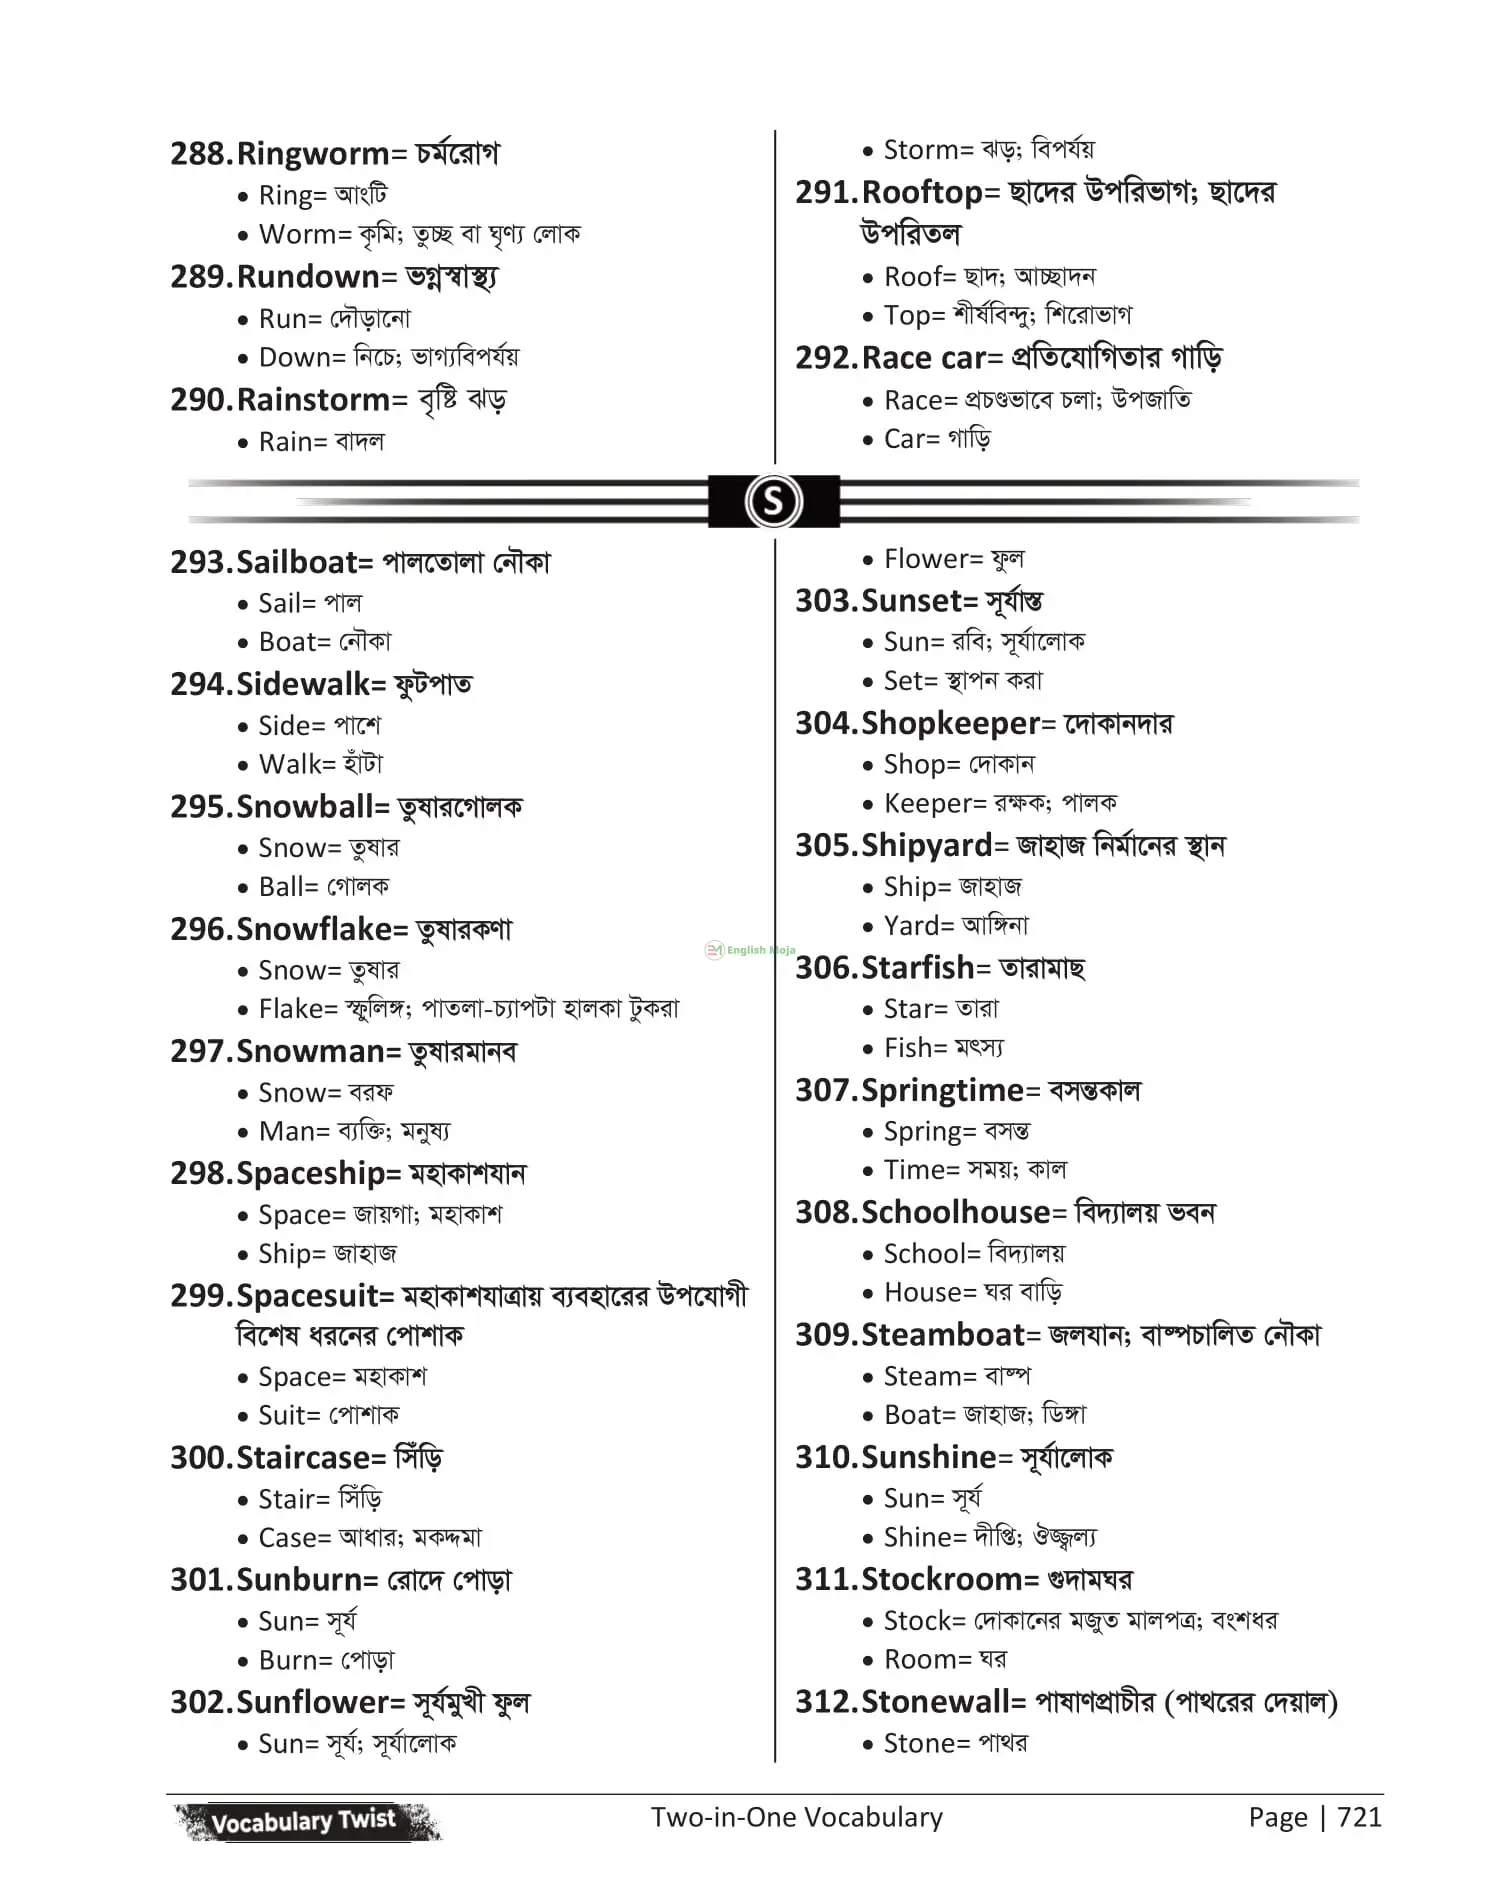 288. Ringworm= চর্মরোগ
• Ring= আংটি
• Worm= কৃমি; তুচ্ছ বা ঘৃণ্য লোক
289. Rundown= ভগ্নস্বাস্থ্য
• Run= দৌড়ানো
• Down= নিচে; ভাগ্যবিপর্যয়
290. Rainstorm= বৃষ্টি ঝড়
• Rain= বাদল
• Storm= ঝড়; বিপর্যয়
291. Rooftop= ছাদের উপরিভাগ; ছাদের
উপরিতল
• Roof= ছাদ; আচ্ছাদন
• Top= শীর্ষবিন্দু; শিরোভাগ
292. Race car= প্রতিযোগিতার গাড়ি
• Race= প্রচণ্ডভাবে চলা; উপজাতি
• Car= গাড়ি
S
293. Sailboat= পালতোলা নৌকা
• Sail= পাল
• Boat= নৌকা
294. Sidewalk= ফুটপাত
• Side= পাশে
• Walk= হাঁটা
295. Snowball= তুষারগোলক
• Snow= তুষার
• Ball= গোলক
296. Snowflake= তুষারকণা
• Snow= তুষার
• Flake= স্ফুলিঙ্গ; পাতলা-চ্যাপটা হালকা টুকরা
297. Snowman= তুষারমানব
• Snow= বরফ
• Man= ব্যক্তি; মনুষ্য
298. Spaceship= মহাকাশযান
• Space= জায়গা; মহাকাশ
• Ship= জাহাজ
299. Spacesuit= মহাকাশযাত্রায় ব্যবহারের উপযোগী
বিশেষ ধরনের পোশাক
• Space= মহাকাশ
• Suit= পোশাক
300. Staircase= সিঁড়ি
• Stair= সিঁড়ি
• Case= আধার; মকদ্দমা
301. Sunburn= রোদে পোড়া
• Sun= সূর্য
• Burn= পোড়া
302. Sunflower= সূর্যমুখী ফুল
• Sun= সূর্য; সূর্যালোক
• Flower= ফুল
303. Sunset= সূর্যাস্ত
• Sun= রবি; সূর্যালোক
• Set= স্থাপন করা
304. Shopkeeper= দোকানদার
• Shop= দোকান
• Keeper= রক্ষক; পালক
305. Shipyard= জাহাজ নির্মানের স্থান
• Ship= জাহাজ
• Yard= আঙ্গিনা
306. Starfish= তারামাছ
• Star= তারা
• Fish= মৎস্য
307. Springtime= বসন্তকাল
• Spring= বসন্ত
• Time= সময়; কাল
308. Schoolhouse= বিদ্যালয় ভবন
• School= বিদ্যালয়
• House= ঘর বাড়ি
309. Steamboat= জলযান; বাষ্পচালিত নৌকা
• Steam= বাষ্প
• Boat= জাহাজ; ডিঙ্গা
310. Sunshine= সূর্যালোক
• Sun= সূর্য
• Shine= দীপ্তি; ঔজ্জ্বল্য
311. Stockroom= গুদামঘর
• Stock= দোকানের মজুত মালপত্র; বংশধর
• Room= ঘর
312. Stonewall= পাষাণপ্রাচীর (পাথরের দেয়াল)
• Stone= পাথর
EM English Moja
Vocabulary Twist Two-in-One Vocabulary Page | 721